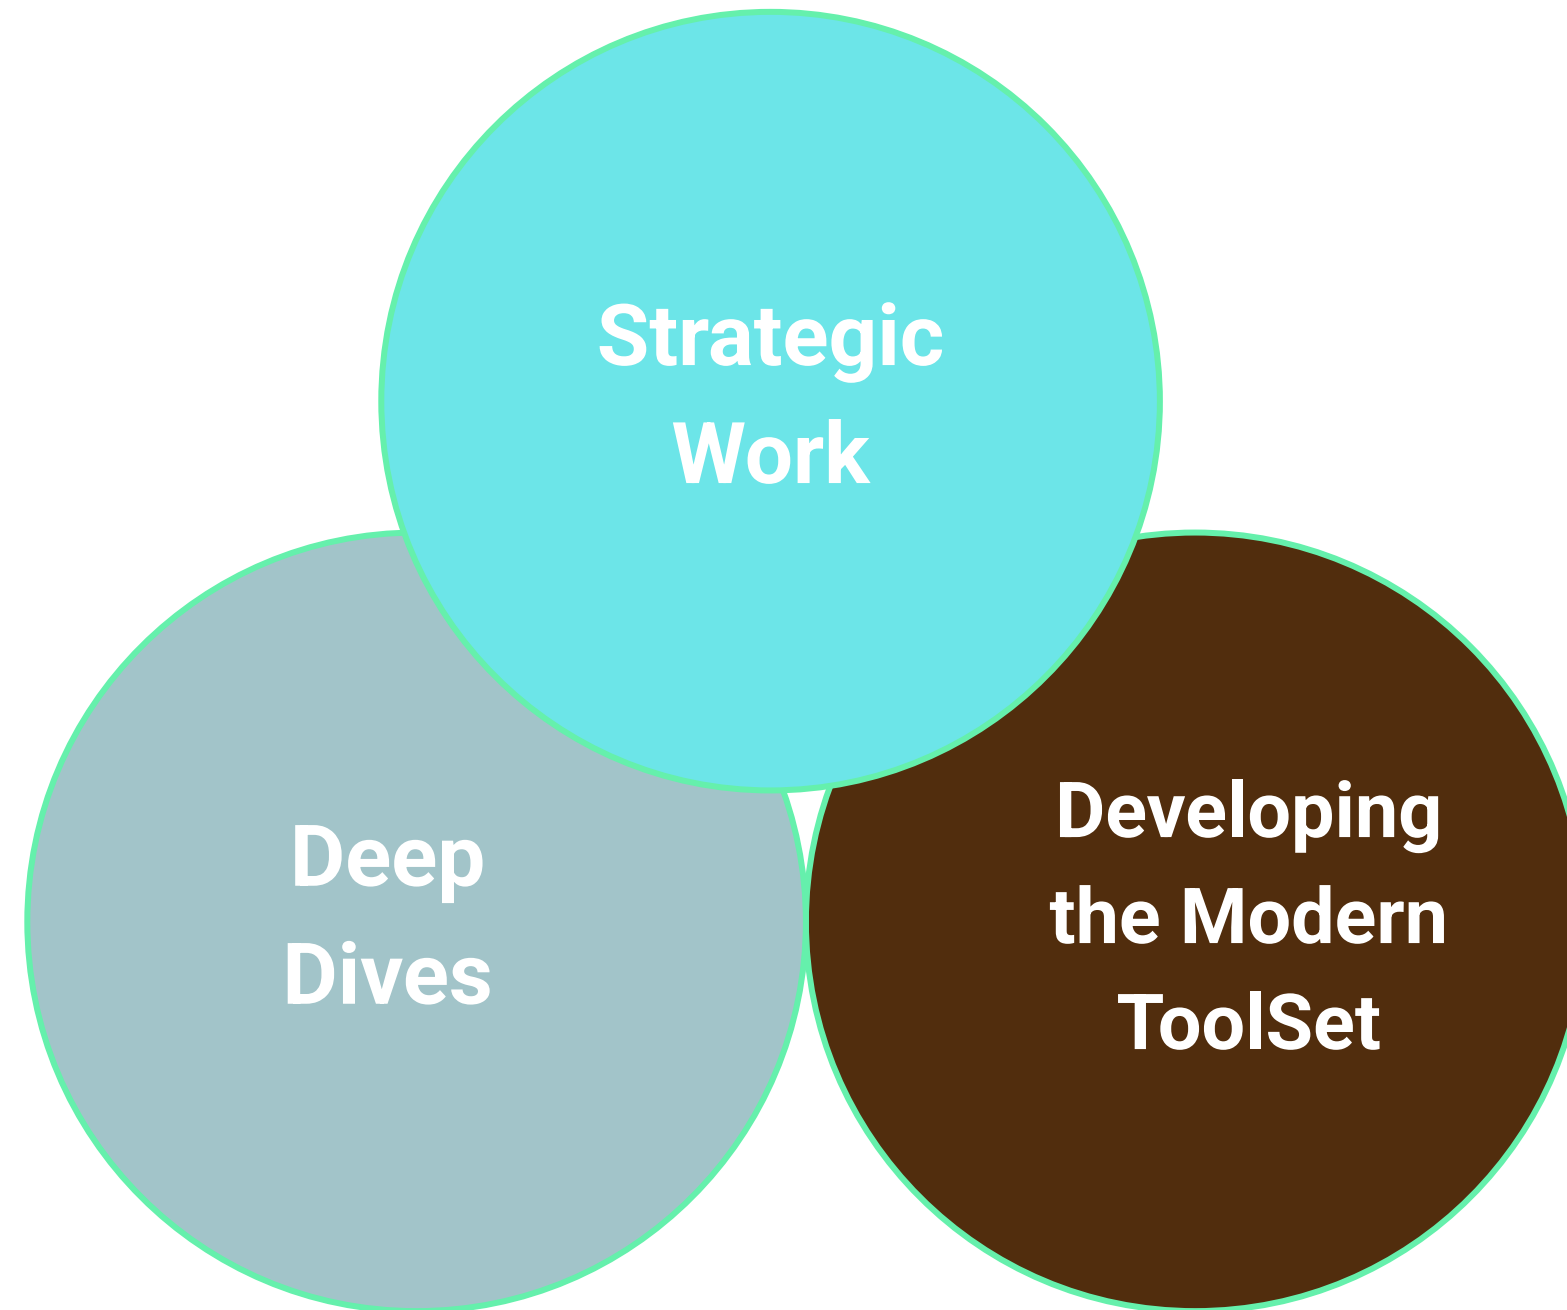 Strategic
Work
Deep
Dives
Developing
the Modern
ToolSet